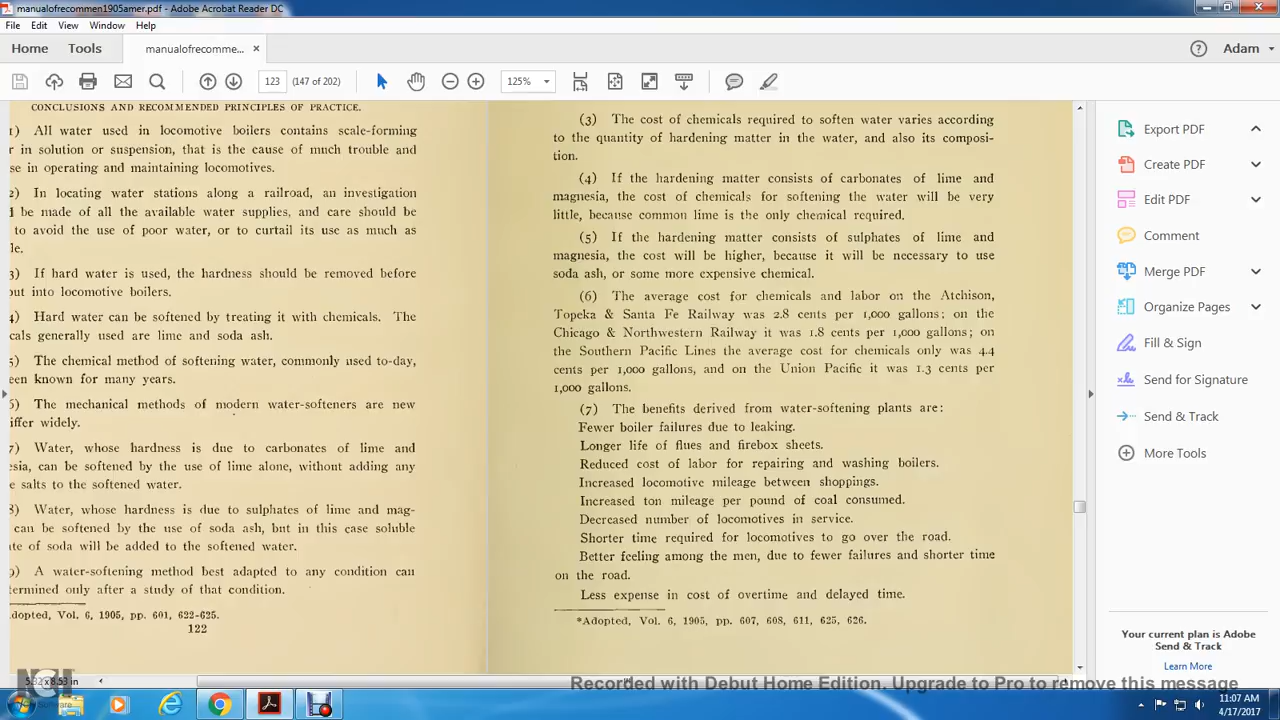 manualofrecommen1905amer.pdf - Adobe Acrobat Reader DC
File Edit View Window Help
Home Tools manualofrecomme... ×
Adam
123 (147 of 202) 125%
CONCLUSIONS AND RECOMMENDED PRINCIPLES OF PRACTICE.
1) All water used in locomotive boilers contains scale-forming
r in solution or suspension, that is the cause of much trouble and
se in operating and maintaining locomotives.
2) In locating water stations along a railroad, an investigation
d be made of all the available water supplies, and care should be
to avoid the use of poor water, or to curtail its use as much as
le.
3) If hard water is used, the hardness should be removed before
out into locomotive boilers.
4) Hard water can be softened by treating it with chemicals. The
cals generally used are lime and soda ash.
5) The chemical method of softening water, commonly used to-day,
een known for many years.
6) The mechanical methods of modern water-softeners are new
iffer widely.
7) Water, whose hardness is due to carbonates of lime and
esia, can be softened by the use of lime alone, without adding any
e salts to the softened water.
8) Water, whose hardness is due to sulphates of lime and mag-
can be softened by the use of soda ash, but in this case soluble
ate of soda will be added to the softened water.
9) A water-softening method best adapted to any condition can
termined only after a study of that condition.
dopted, Vol. 6, 1905, pp. 601, 622-625.
122
(3) The cost of chemicals required to soften water varies according
to the quantity of hardening matter in the water, and also its composi-
tion.
(4) If the hardening matter consists of carbonates of lime and
magnesia, the cost of chemicals for softening the water will be very
little, because common lime is the only chemical required.
(5) If the hardening matter consists of sulphates of lime and
magnesia, the cost will be higher, because it will be necessary to use
soda ash, or some more expensive chemical.
(6) The average cost for chemicals and labor on the Atchison,
Topeka & Santa Fe Railway was 2.8 cents per 1,000 gallons; on the
Chicago & Northwestern Railway it was 1.8 cents per 1,000 gallons; on
the Southern Pacific Lines the average cost for chemicals only was 4.4
cents per 1,000 gallons, and on the Union Pacific it was 1.3 cents per
1,000 gallons.
(7) The benefits derived from water-softening plants are:
Fewer boiler failures due to leaking.
Longer life of flues and firebox sheets.
Reduced cost of labor for repairing and washing boilers.
Increased locomotive mileage between shoppings.
Increased ton mileage per pound of coal consumed.
Decreased number of locomotives in service.
Shorter time required for locomotives to go over the road.
Better feeling among the men, due to fewer failures and shorter time
on the road.
Less expense in cost of overtime and delayed time.
*Adopted, Vol. 6, 1905, pp. 607, 608, 611, 625, 626.
Export PDF
Create PDF
Edit PDF
Comment
Merge PDF
Organize Pages
Fill & Sign
Send for Signature
Send & Track
More Tools
Your current plan is Adobe
Send & Track
Learn More
5.32 x 8.53 in
NCH
Software
Recorded with Debut Home Edition. Upgrade to Pro to remove this message
11:07 AM
4/17/2017